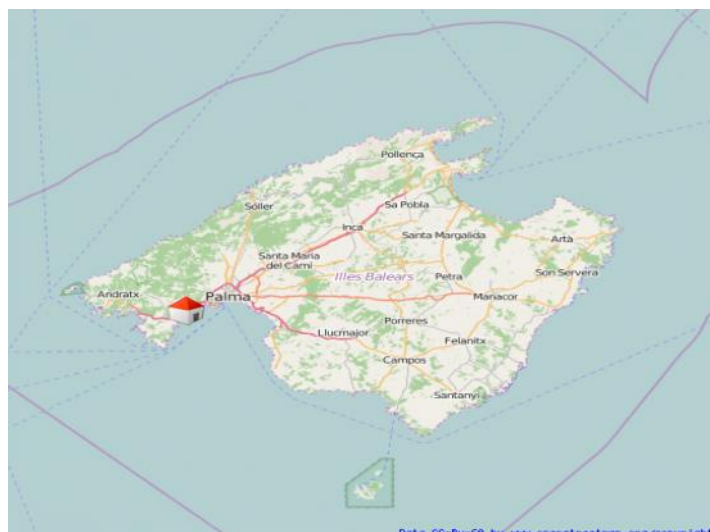 Pollença
Sa Pobla
Sóller
Inca
Santa Margalida
Artà
Santa Maria
del Camí
Illes Balears
Petra
Son Servera
Andratx
Palma
Manacor
Porreres
Llucmajor
Felanitx
Campos
Santanyí